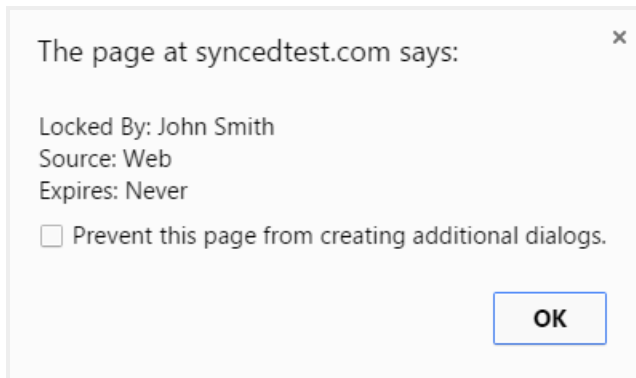 The page at syncedtest.com says:
Locked By: John Smith
Source: Web
Expires: Never
Prevent this page from creating additional dialogs.
OK